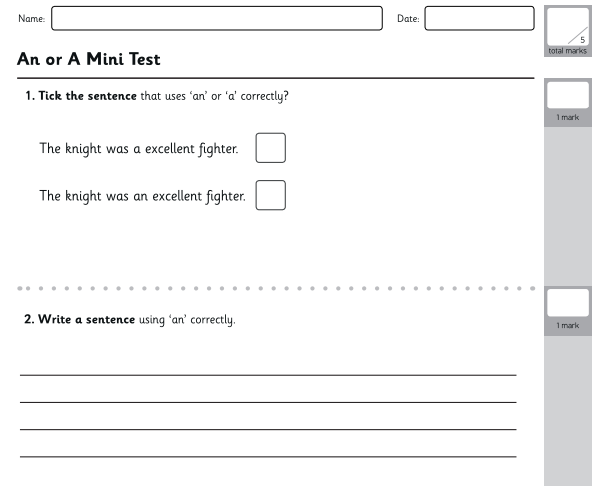 Name:
Date:
5
total marks
An or A Mini Test
1. Tick the sentence that uses ‘an’ or ‘a’ correctly?
1 mark
The knight was a excellent fighter.
The knight was an excellent fighter.
2. Write a sentence using ‘an’ correctly.
1 mark